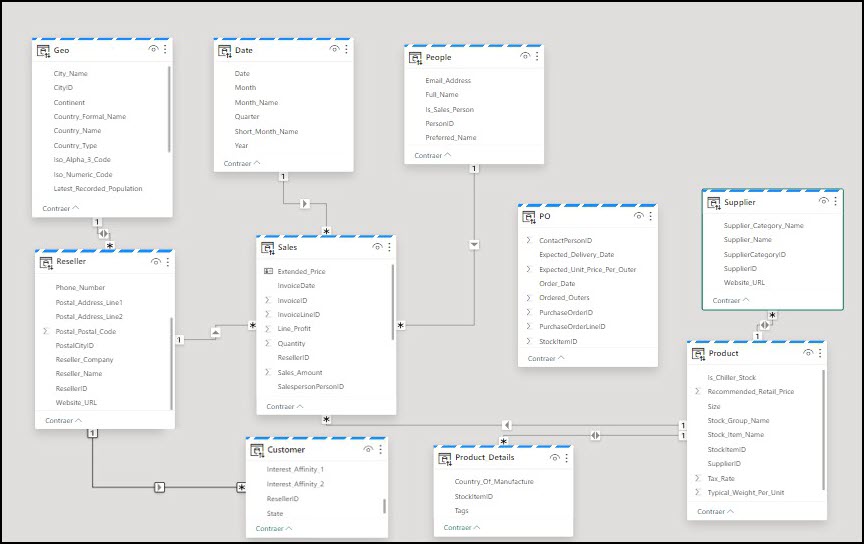 Geo
City_Name
CityID
Continent
Country_Formal_Name
Country_Name
Country_Type
Iso_Alpha_3_Code
Iso_Numeric_Code
Latest_Recorded_Population
Contraer
Date
Date
Month
Month_Name
Quarter
Short_Month_Name
Year
Contraer
People
Email_Address
Full_Name
Is_Sales_Person
PersonID
Preferred_Name
Contraer
1
1
1
*
*
Reseller
Phone_Number
Postal_Address_Line1
Postal_Address_Line2
Postal_Postal_Code
PostalCityID
Reseller_Company
Reseller_Name
ResellerID
Website_URL
Contraer
1
*
Sales
Extended_Price
InvoiceDate
InvoiceID
InvoiceLineID
Line_Profit
Quantity
ResellerID
Sales_Amount
SalespersonPersonID
Contraer
*
PO
ContactPersonID
Expected_Delivery_Date
Expected_Unit_Price_Per_Outer
Order_Date
Ordered_Outers
PurchaseOrderID
PurchaseOrderLineID
StockItemID
Contraer
Supplier
Supplier_Category_Name
Supplier_Name
SupplierCategoryID
SupplierID
Website_URL
Contraer
*
1
Product
Is_Chiller_Stock
Recommended_Retail_Price
Size
Stock_Group_Name
Stock_Item_Name
StockItemID
SupplierID
Tax_Rate
Typical_Weight_Per_Unit
Contraer
*
1
1
1
*
*
Customer
Interest_Affinity_1
Interest_Affinity_2
ResellerID
State
Contraer
Product_Details
Country_Of_Manufacture
StockItemID
Tags
Contraer